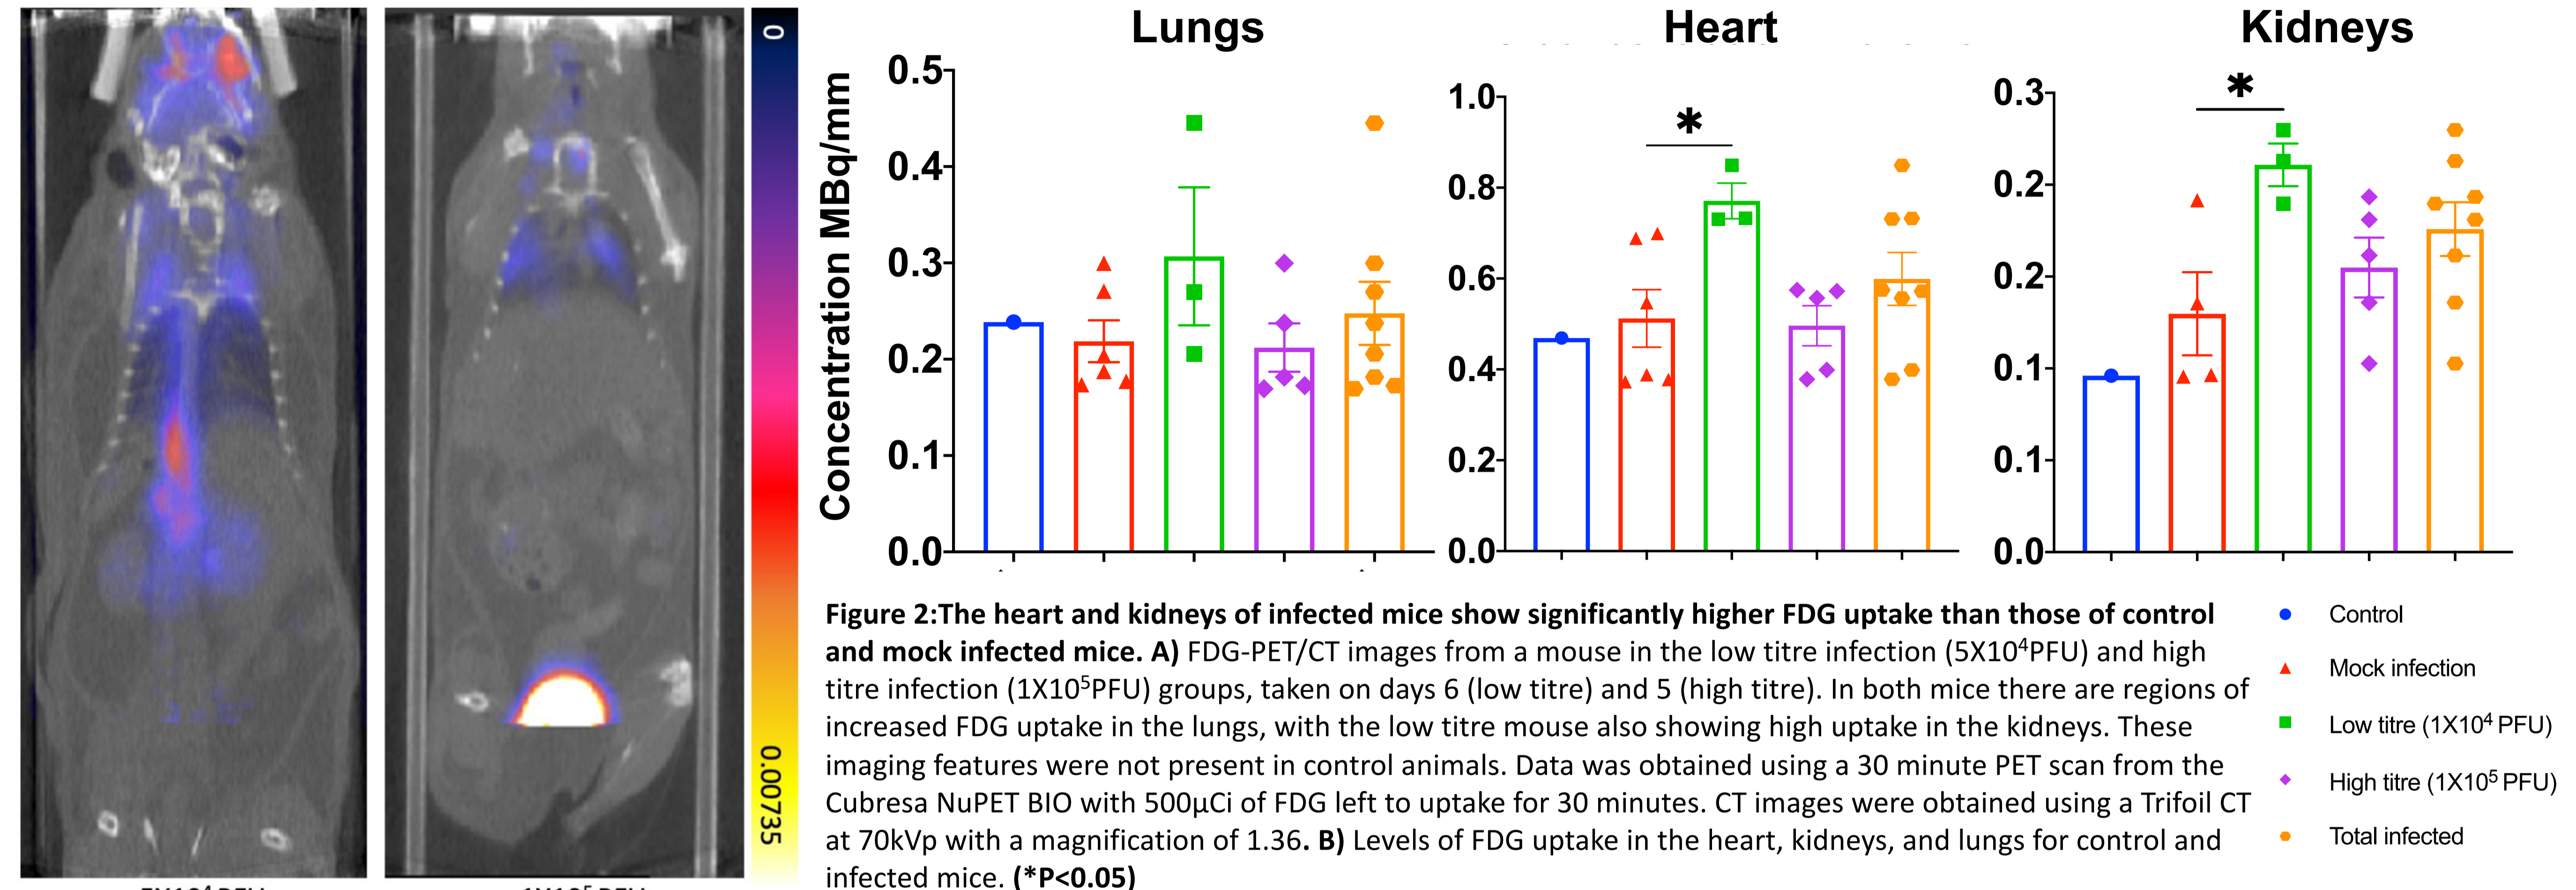 0
0.00735
5X10⁴ PFU
1X10⁵ PFU
Concentration MBq/mm
Lungs
0.5
0.4
0.3
0.2
0.1
0.0
Heart
1.0
0.8
0.6
0.4
0.2
0.0
*
Kidneys
0.3
0.2
0.2
0.1
0.1
0.0
*
Figure 2:The heart and kidneys of infected mice show significantly higher FDG uptake than those of control
and mock infected mice. A) FDG-PET/CT images from a mouse in the low titre infection (5X10⁴PFU) and high
titre infection (1X10⁵PFU) groups, taken on days 6 (low titre) and 5 (high titre). In both mice there are regions of
increased FDG uptake in the lungs, with the low titre mouse also showing high uptake in the kidneys. These
imaging features were not present in control animals. Data was obtained using a 30 minute PET scan from the
Cubresa NuPET BIO with 500μCi of FDG left to uptake for 30 minutes. CT images were obtained using a Trifoil CT
at 70kVp with a magnification of 1.36. B) Levels of FDG uptake in the heart, kidneys, and lungs for control and
infected mice. (*P<0.05)
Control
Mock infection
Low titre (1X10⁴ PFU)
High titre (1X10⁵ PFU)
Total infected